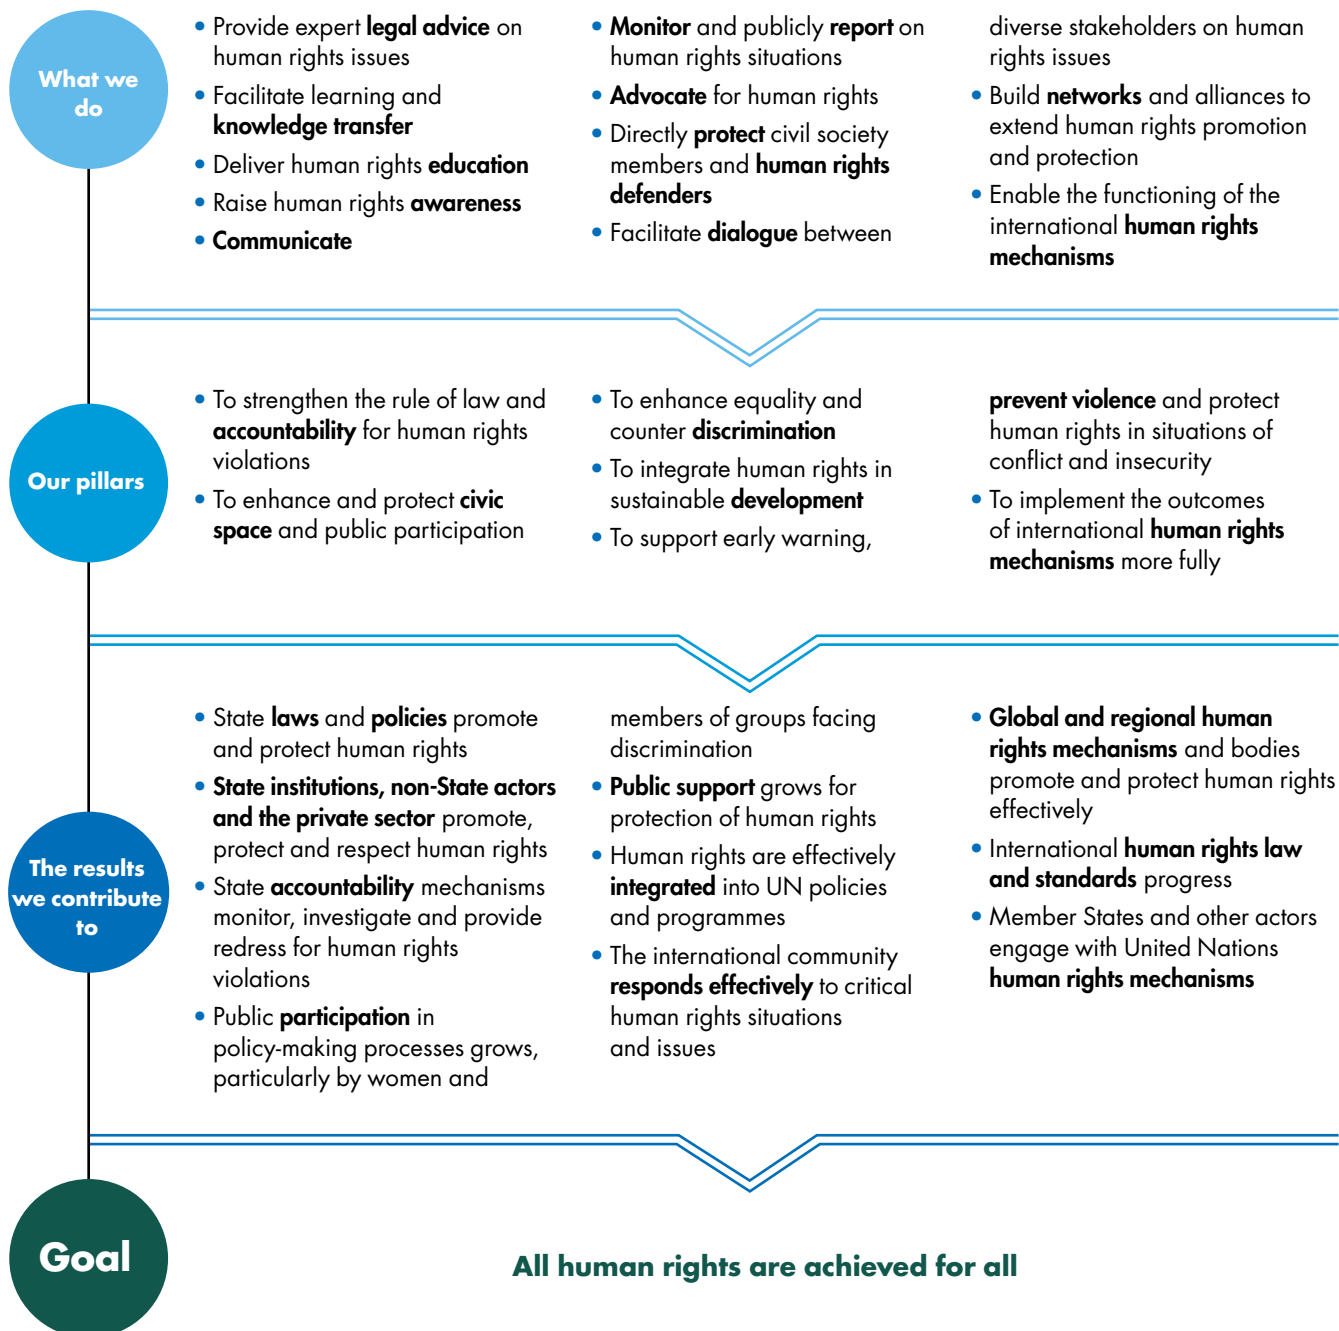 What we
do
• Provide expert legal advice on
human rights issues
• Facilitate learning and
knowledge transfer
• Deliver human rights education
• Raise human rights awareness
• Communicate
• Monitor and publicly report on
human rights situations
• Advocate for human rights
• Directly protect civil society
members and human rights
defenders
• Facilitate dialogue between
diverse stakeholders on human
rights issues
• Build networks and alliances to
extend human rights promotion
and protection
• Enable the functioning of the
international human rights
mechanisms
Our pillars
• To strengthen the rule of law and
accountability for human rights
violations
• To enhance and protect civic
space and public participation
• To enhance equality and
counter discrimination
• To integrate human rights in
sustainable development
• To support early warning,
prevent violence and protect
human rights in situations of
conflict and insecurity
• To implement the outcomes
of international human rights
mechanisms more fully
The results
we contribute
to
• State laws and policies promote
and protect human rights
• State institutions, non-State actors
and the private sector promote,
protect and respect human rights
• State accountability mechanisms
monitor, investigate and provide
redress for human rights
violations
• Public participation in
policy-making processes grows,
particularly by women and
members of groups facing
discrimination
• Public support grows for
protection of human rights
• Human rights are effectively
integrated into UN policies
and programmes
• The international community
responds effectively to critical
human rights situations
and issues
• Global and regional human
rights mechanisms and bodies
promote and protect human rights
effectively
• International human rights law
and standards progress
• Member States and other actors
engage with United Nations
human rights mechanisms
Goal
All human rights are achieved for all